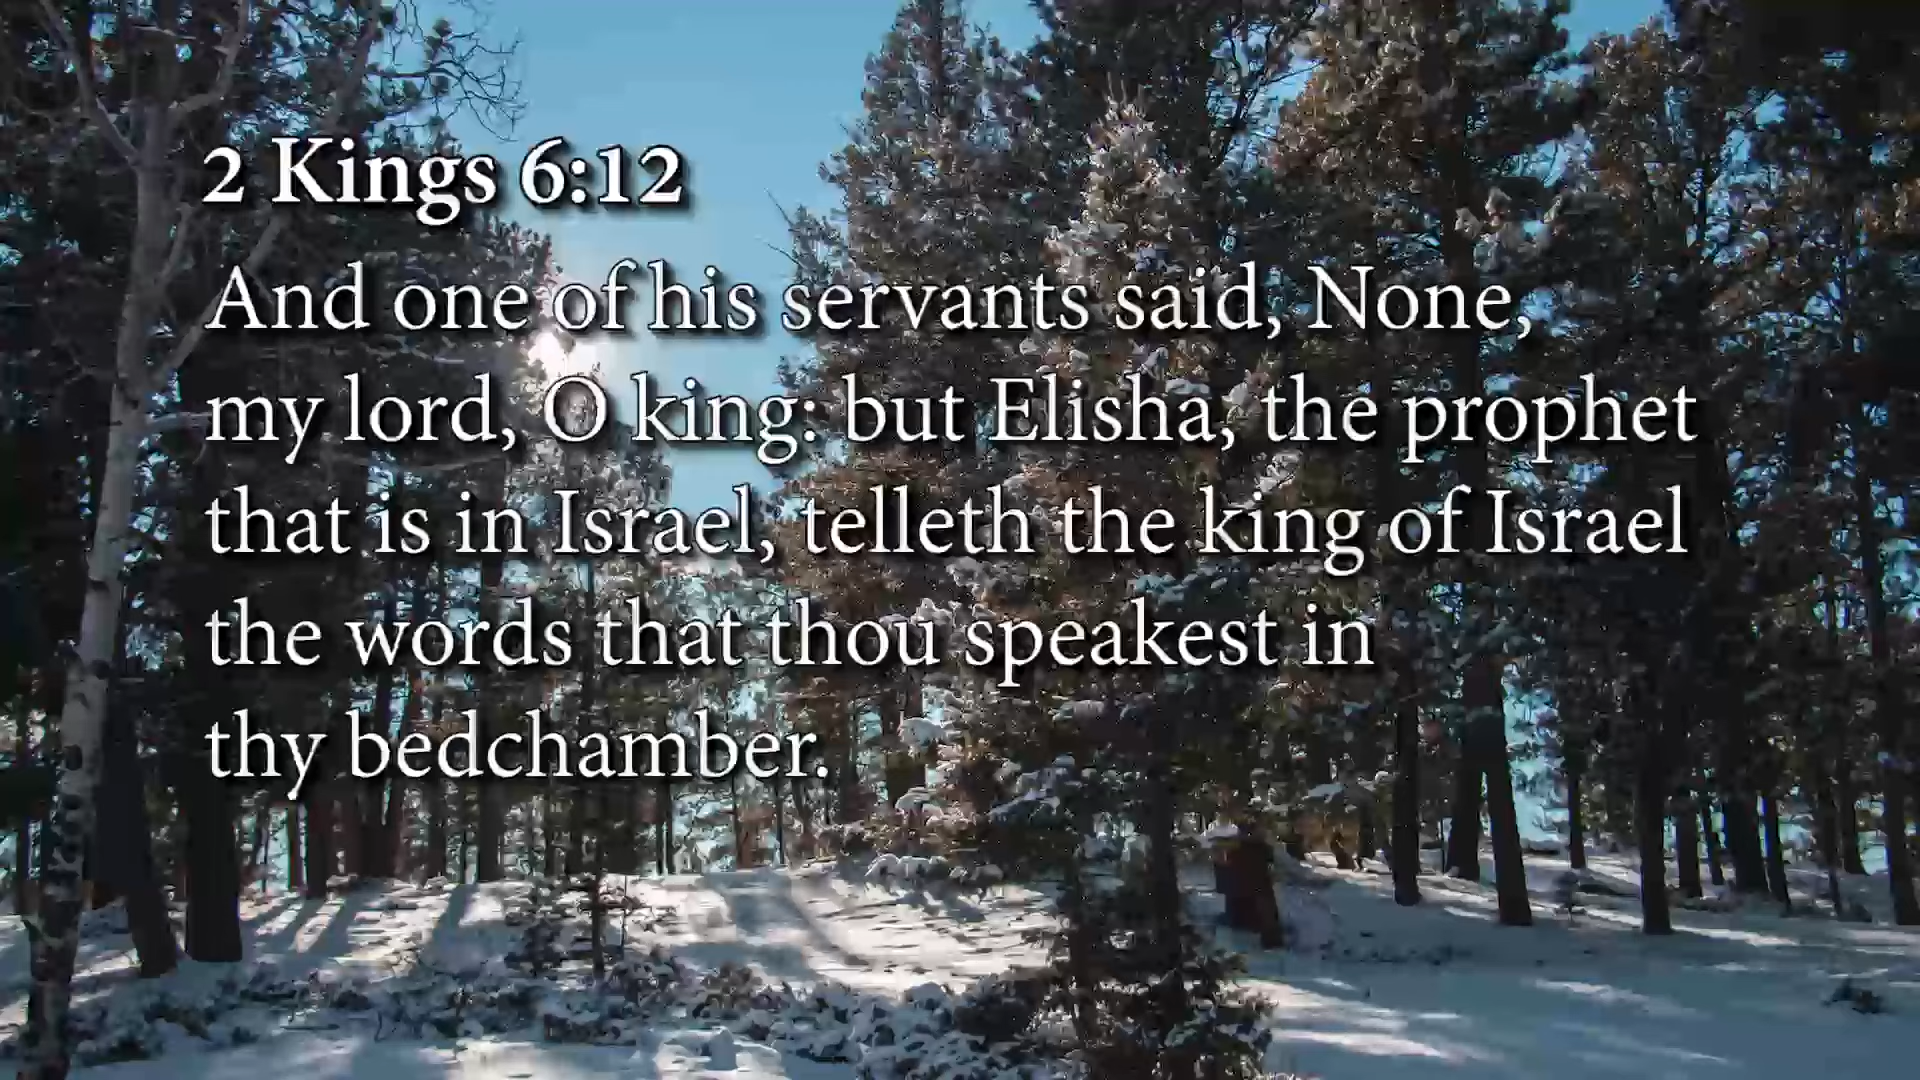 2 Kings 6:12
And one of his servants said, None,
my lord, O king: but Elisha, the prophet
that is in Israel, telleth the king of Israel
the words that thou speakest in
thy bedchamber.